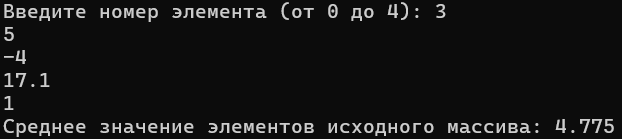 Введите номер элемента (от 0 до 4): 3
5
-4
17.1
1
Среднее значение элементов исходного массива: 4.775